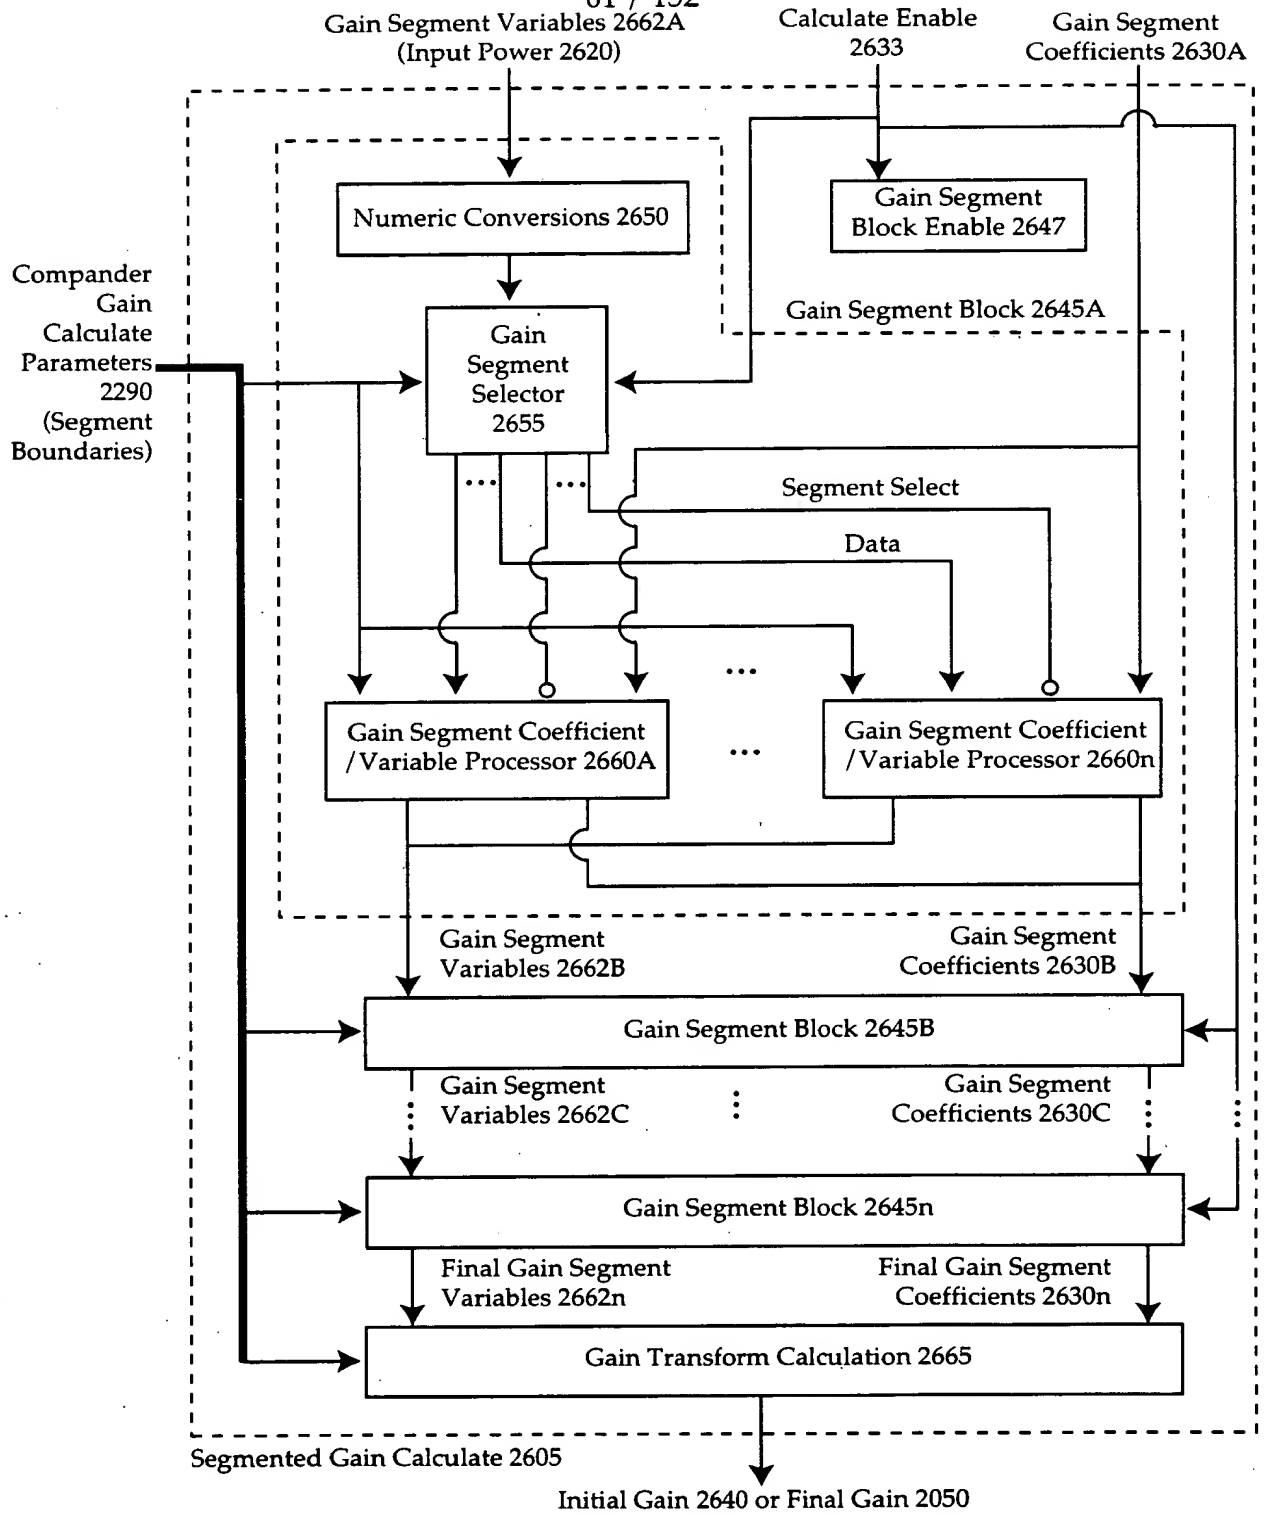 61 / 152
Gain Segment Variables 2662A
(Input Power 2620)
Calculate Enable
2633
Gain Segment
Coefficients 2630A
Numeric Conversions 2650
Gain Segment
Block Enable 2647
Compander
Gain
Calculate
Parameters
2290
(Segment
Boundaries)
Gain Segment Block 2645A
Gain
Segment
Selector
2655
Segment Select
Data
Gain Segment Coefficient
/Variable Processor 2660A
Gain Segment Coefficient
/Variable Processor 2660n
Gain Segment
Variables 2662B
Gain Segment
Coefficients 2630B
Gain Segment Block 2645B
Gain Segment
Variables 2662C
Gain Segment
Coefficients 2630C
Gain Segment Block 2645n
Final Gain Segment
Variables 2662n
Final Gain Segment
Coefficients 2630n
Gain Transform Calculation 2665
Segmented Gain Calculate 2605
Initial Gain 2640 or Final Gain 2050